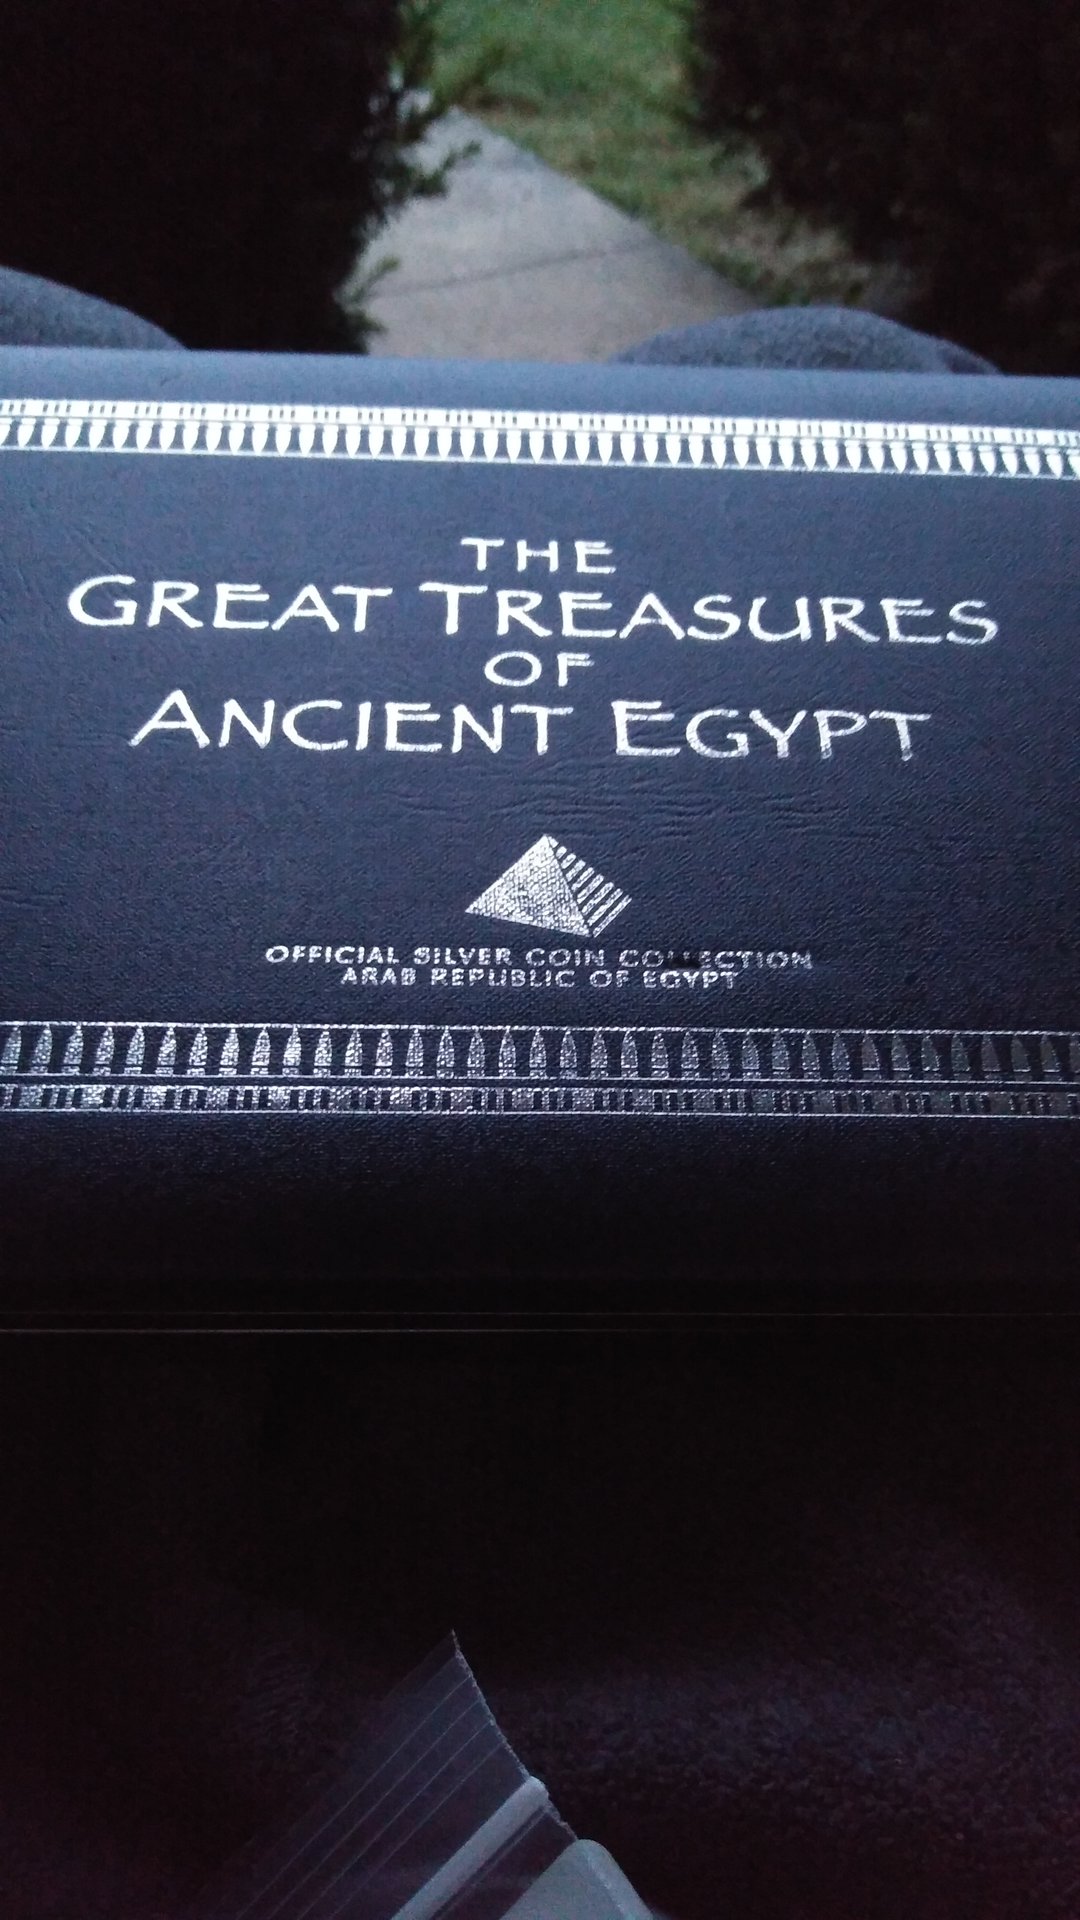 THE
GREAT TREASURES
OF
ANCIENT EGYPT
OFFICIAL SILVER COIN COLLECTION
ARAB REPUBLIC OF EGYPT